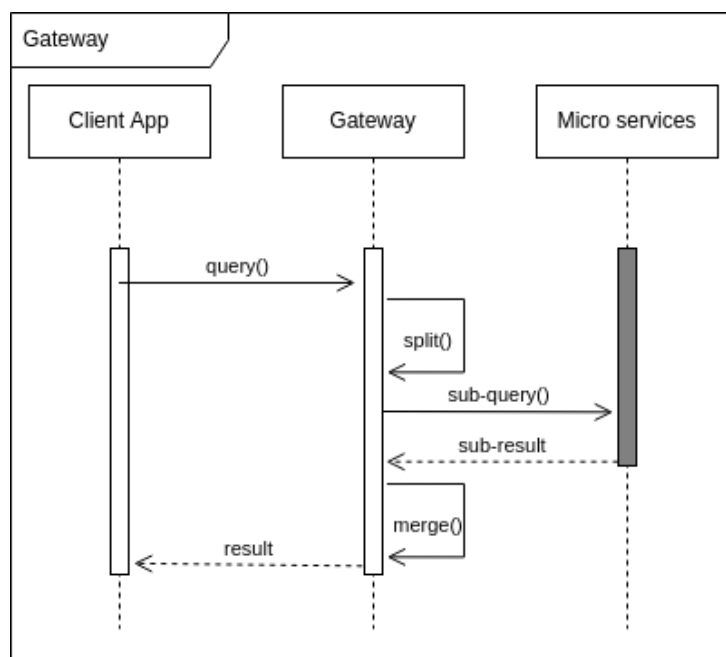 Gateway
Client App
Gateway
Micro services
query()
split()
sub-query()
sub-result
merge()
result